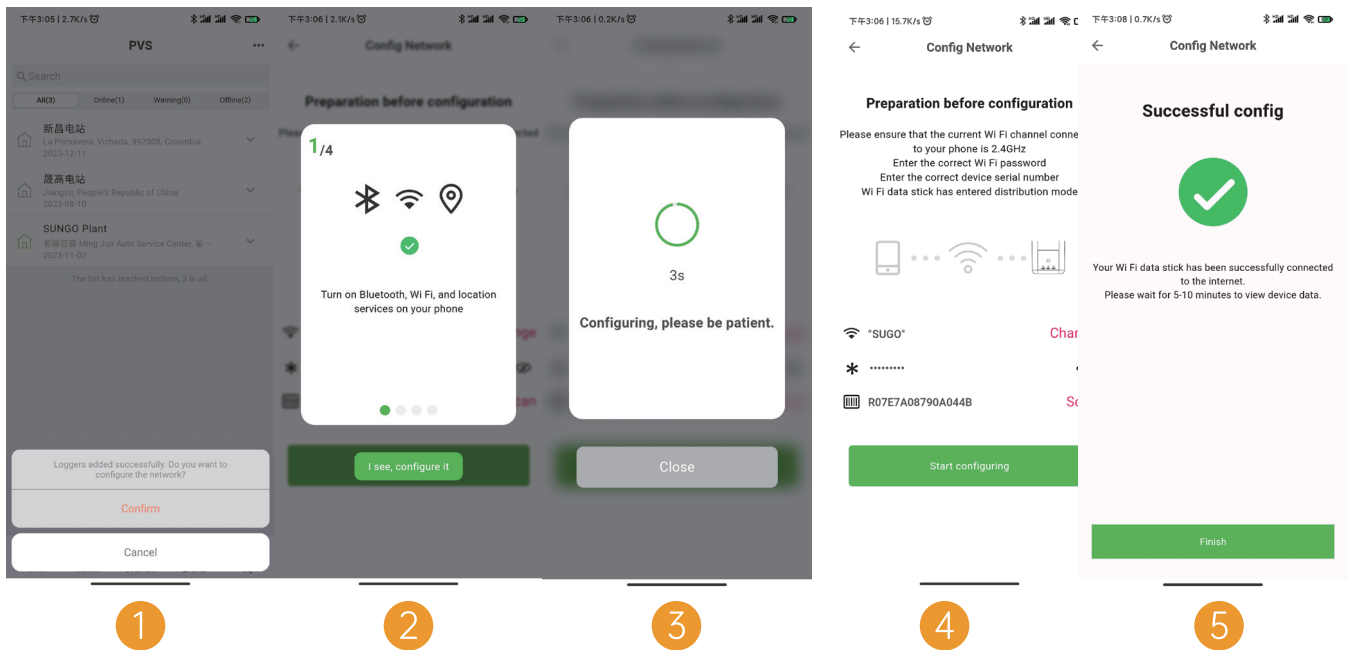 下午3:05 | 2.7K/s
PVS
Search
All(3) Online(1) Warning(0) Offline(2)
新昌电站
La Primavera, Vichada, 992008, Colombia
2023-12-11
晟高电站
Jiangsu, People's Republic of China
2023-08-10
SUNGO Plant
Ming Jun Auto Service Center,
2023-11-02
The list has reached bottom, 3 in all.
Loggers added successfully. Do you want to
configure the network?
Confirm
Cancel
1
下午3:06 | 2.1K/s
Config Network
Preparation before configuration
1/4
Turn on Bluetooth, Wi Fi, and location
services on your phone
I see, configure it
2
下午3:06 | 0.2K/s
3s
Configuring, please be patient.
Close
3
下午3:06 | 15.7K/s
Config Network
Preparation before configuration
Please ensure that the current Wi Fi channel conne
to your phone is 2.4GHz
Enter the correct Wi Fi password
Enter the correct device serial number
Wi Fi data stick has entered distribution mode
"SUGO"
Char
•••••••••
R07E7A08790A044B
Sc
Start configuring
4
下午3:08 | 0.7K/s
Config Network
Successful config
Your Wi Fi data stick has been successfully connected
to the internet.
Please wait for 5-10 minutes to view device data.
Finish
5